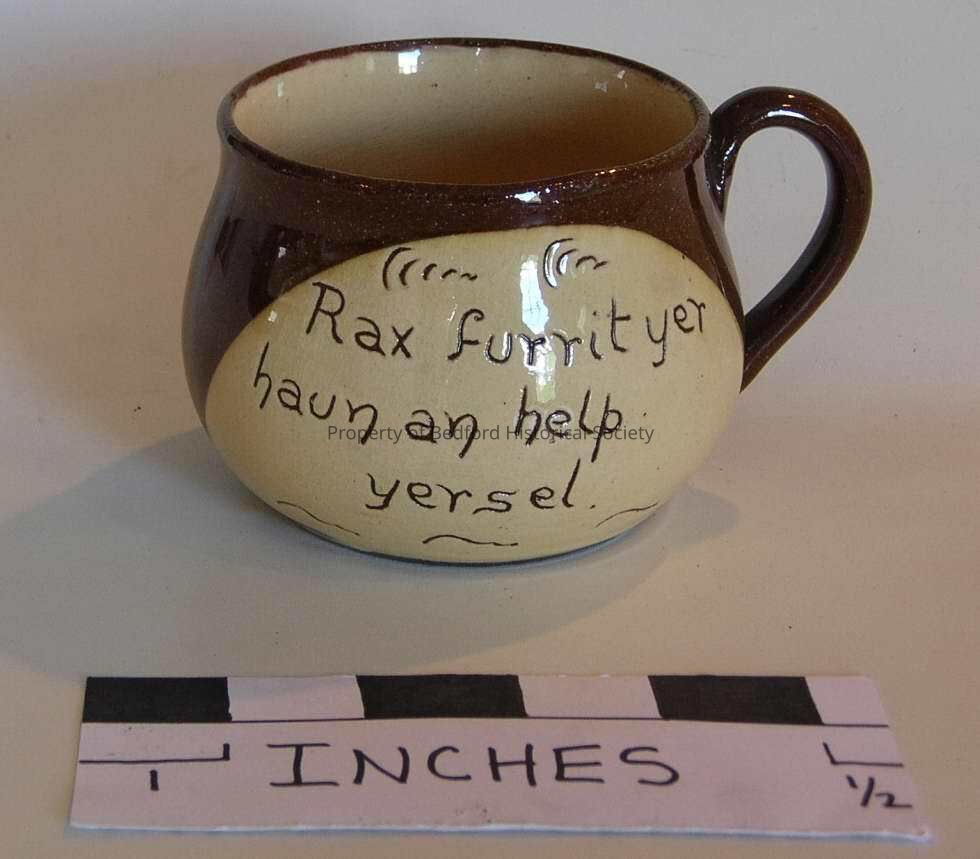 Rax furrit yer
haun an help
Property of Bedford Historical Society
yersel.
INCHES
1
1/2